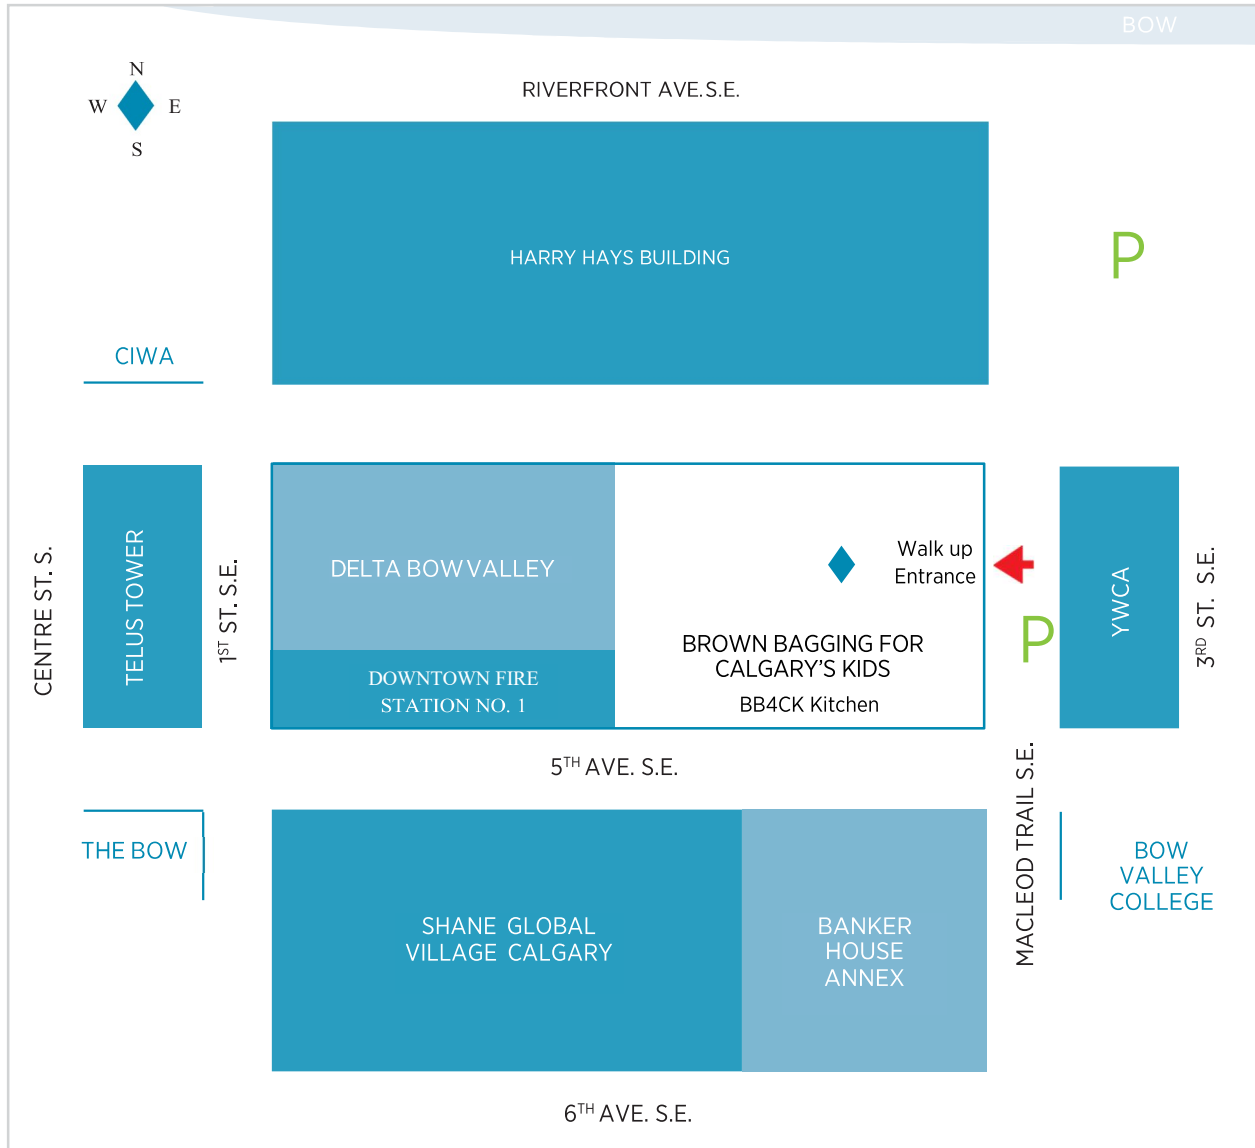 BOW
N
W E
S
RIVERFRONT AVE. S.E.
HARRY HAYS BUILDING
P
CIWA
CENTRE ST. S.
TELUS TOWER
1ST ST. S.E.
DELTA BOW VALLEY
DOWNTOWN FIRE
STATION NO. 1
Walk up
Entrance
BROWN BAGGING FOR
CALGARY'S KIDS
BB4CK Kitchen
P
YWCA
3RD ST. S.E.
5TH AVE. S.E.
MACLEOD TRAIL S.E.
THE BOW
SHANE GLOBAL
VILLAGE CALGARY
BANKER
HOUSE
ANNEX
BOW
VALLEY
COLLEGE
6TH AVE. S.E.